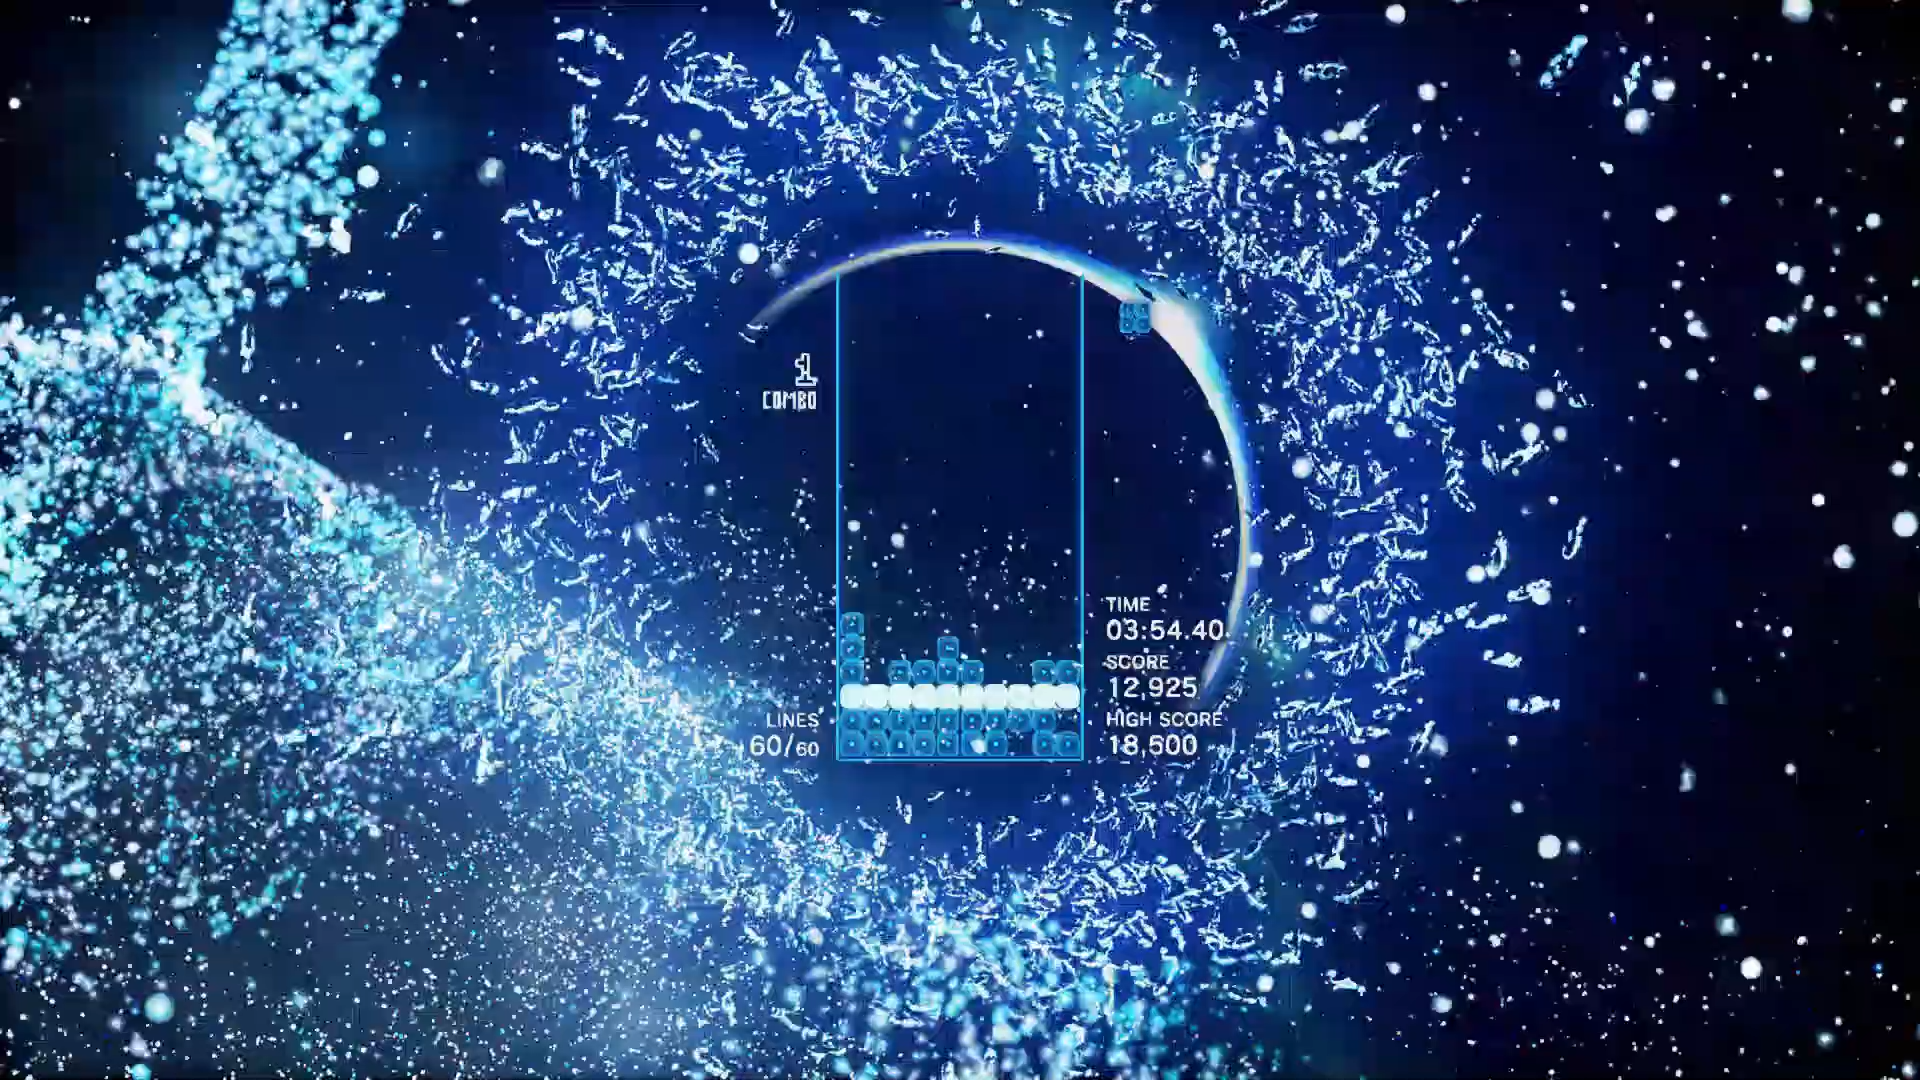 1
COMBO
LINES
60/60
TIME
03:54.40
SCORE
12,925
HIGH SCORE
18,500